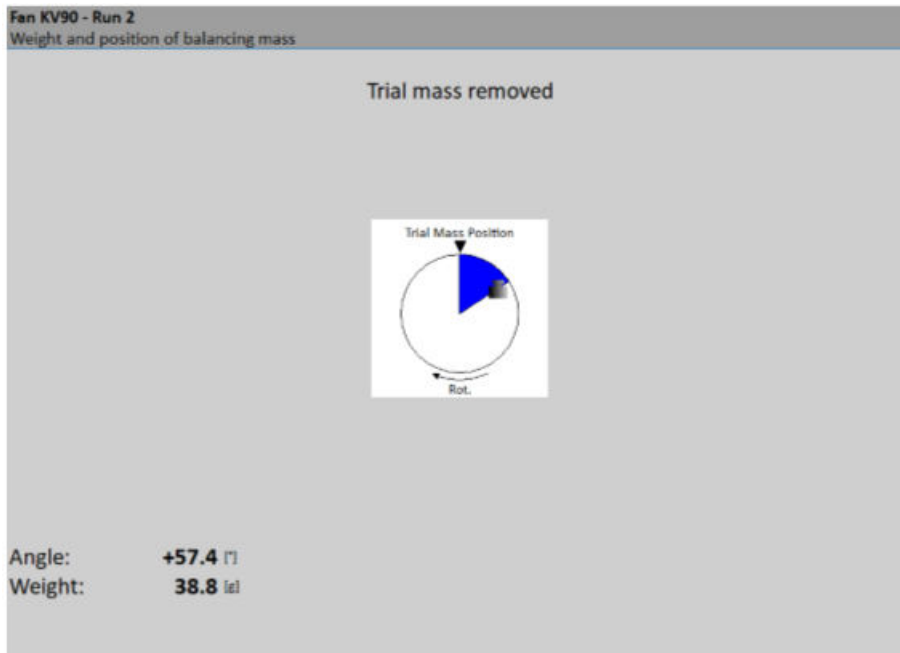 Fan KV90 - Run 2
Weight and position of balancing mass
Trial mass removed
Trial Mass Position
Rot.
Angle: +57.4 [°]
Weight: 38.8 [g]